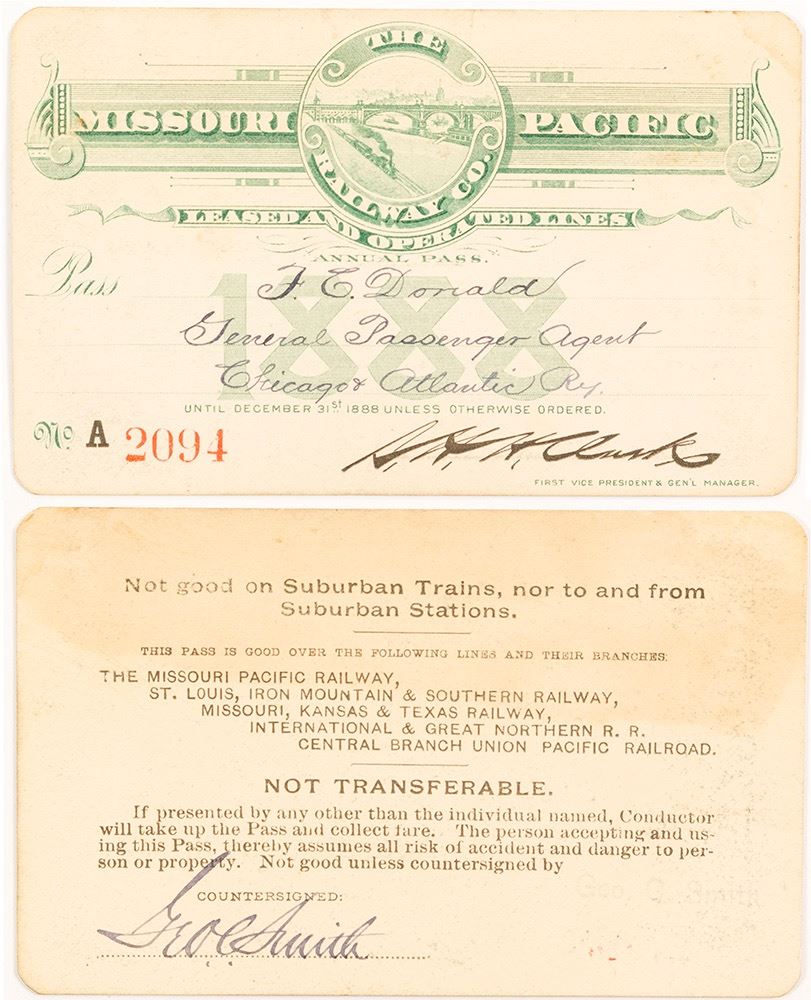 THE
MISSOURI PACIFIC
RAILWAY CO.
LEASED AND OPERATED LINES
ANNUAL PASS.
1888
Pass F. E. Donald
General Passenger Agent
Chicago & Atlantic Ry.
UNTIL DECEMBER 31st 1888 UNLESS OTHERWISE ORDERED.
No A 2094
S. H. H. Clark
FIRST VICE PRESIDENT & GEN'L MANAGER.
Not good on Suburban Trains, nor to and from
Suburban Stations.
THIS PASS IS GOOD OVER THE FOLLOWING LINES AND THEIR BRANCHES:
THE MISSOURI PACIFIC RAILWAY,
ST. LOUIS, IRON MOUNTAIN & SOUTHERN RAILWAY,
MISSOURI, KANSAS & TEXAS RAILWAY,
INTERNATIONAL & GREAT NORTHERN R. R.
CENTRAL BRANCH UNION PACIFIC RAILROAD.
NOT TRANSFERABLE.
If presented by any other than the individual named, Conductor
will take up the Pass and collect fare. The person accepting and us-
ing this Pass, thereby assumes all risk of accident and danger to per-
son or property. Not good unless countersigned by
Geo. C. Smith
COUNTERSIGNED:
Geo C Smith